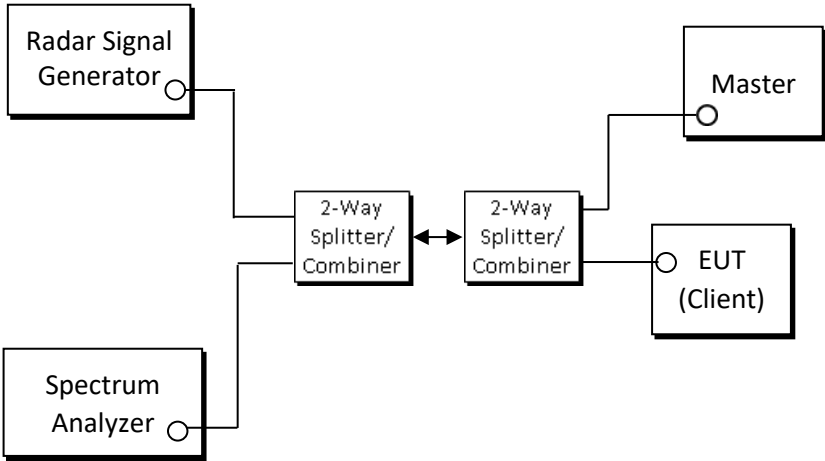 Radar Signal
Generator
Master
2-Way
Splitter/
Combiner
2-Way
Splitter/
Combiner
EUT
(Client)
Spectrum
Analyzer